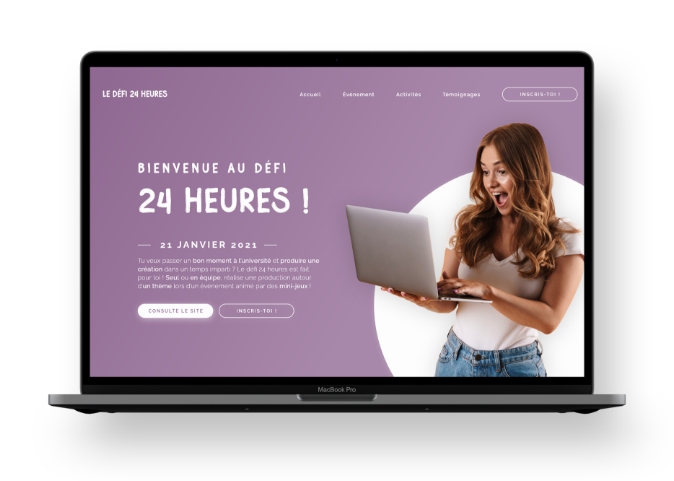 LE DÉFI 24 HEURES
Accueil Évènement Activités Témoignages INSCRIS-TOI !
BIENVENUE AU DÉFI
24 HEURES !
21 JANVIER 2021
Tu veux passer un bon moment à l'université et produire une
création dans un temps imparti ? Le défi 24 heures est fait
pour toi ! Seul ou en équipe, réalise une production autour
d'un thème lors d'un évènement animé par des mini-jeux !
CONSULTE LE SITE INSCRIS-TOI !
MacBook Pro